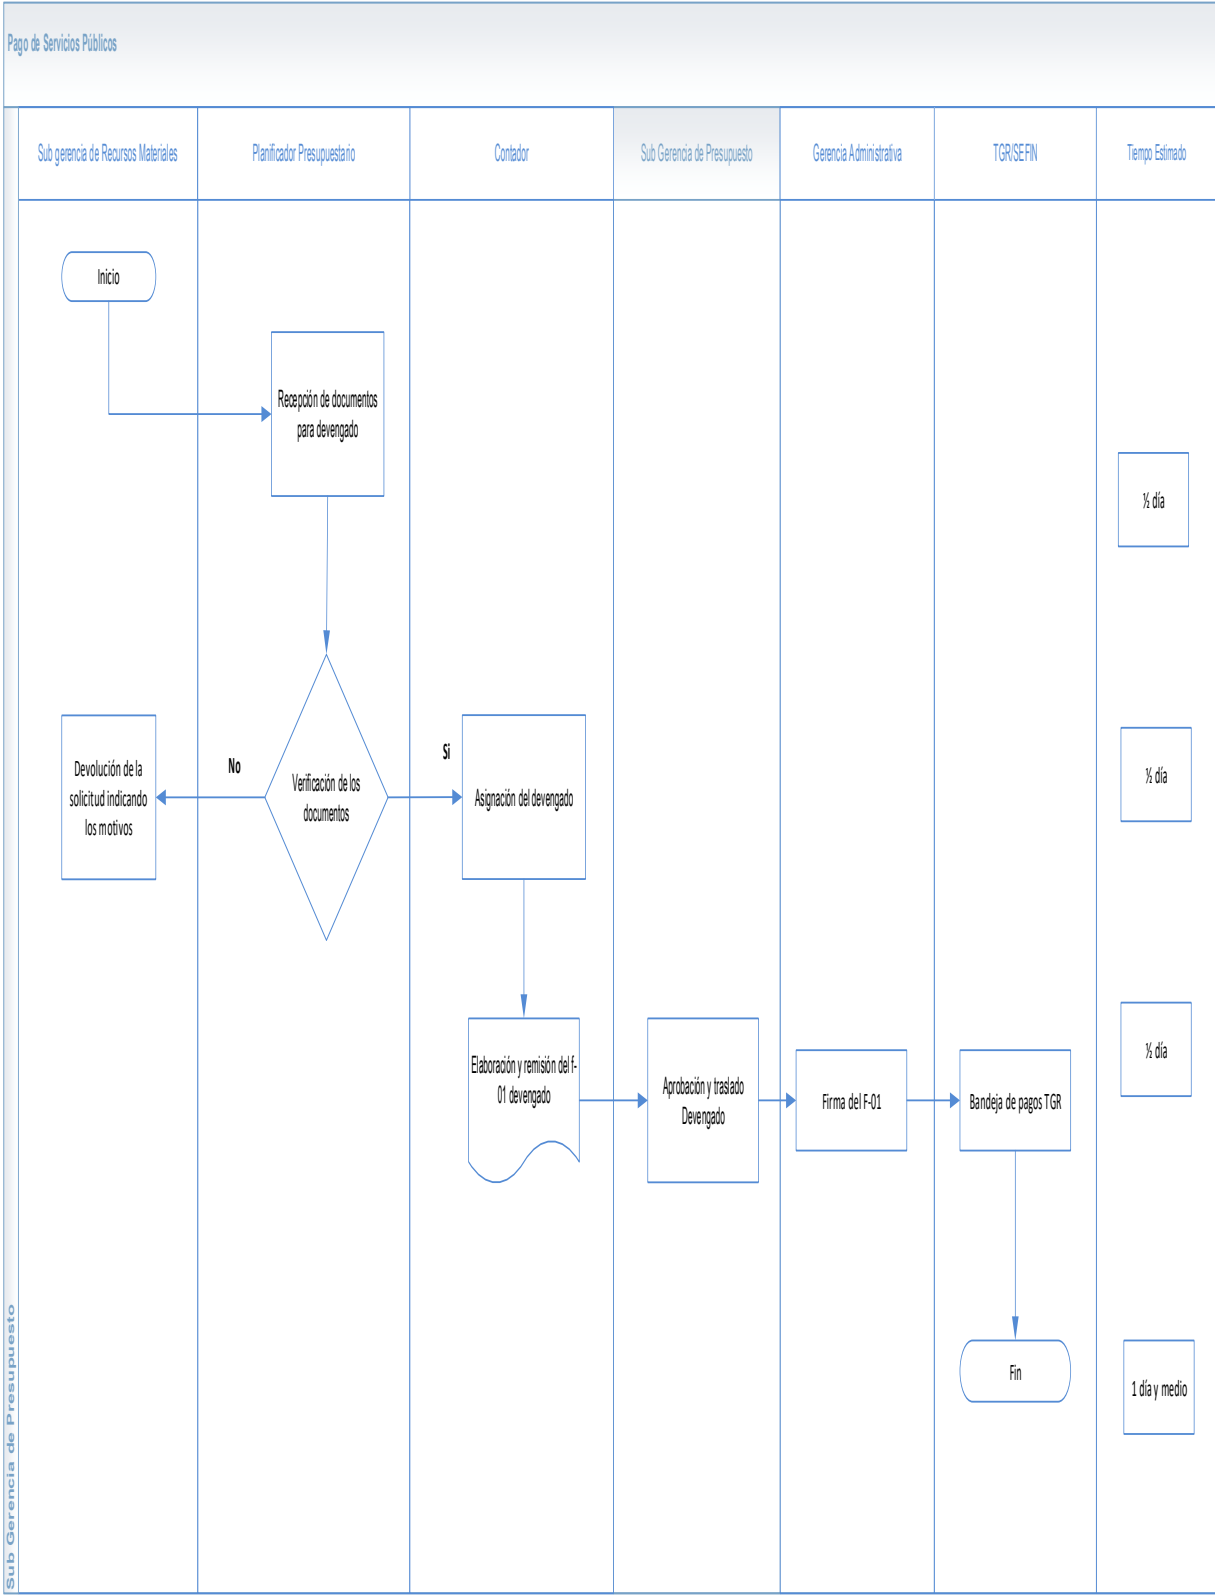 Pago de Servicios Públicos
Sub gerencia de Recursos Materiales
Planificador Presupuestario
Contador
Sub Gerencia de Presupuesto
Gerencia Administrativa
TGR/SEFIN
Tiempo Estimado
Inicio
Recepción de documentos
para devengado
½ día
Devolución de la
solicitud indicando
los motivos
No
Verificación de los
documentos
Si
Asignación del devengado
½ día
Elaboración y remisión del f-
01 devengado
Aprobación y traslado
Devengado
Firma del F-01
Bandeja de pagos TGR
½ día
Fin
1 día y medio
Sub Gerencia de Presupuesto